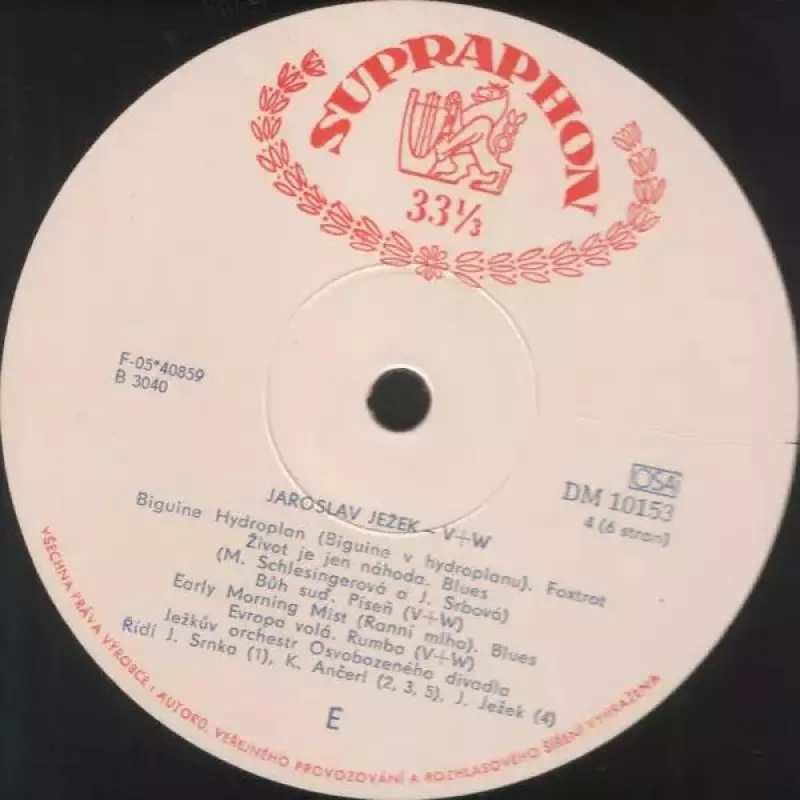 SUPRAPHON
33⅓
F-05*40859
B 3040
OSA
DM 10153
4 (6 stran)
JAROSLAV JEŽEK – V+W
Biguine Hydroplan (Biguine v hydroplanu). Foxtrot
Život je jen náhoda. Blues
(M. Schlesingerová a J. Srbová)
Bůh suď. Píseň (V+W)
Early Morning Mist (Ranní mlha). Blues
Evropa volá. Rumba (V+W)
Ježkův orchestr Osvobozeného divadla
Řídí J. Srnka (1), K. Ančerl (2, 3, 5), J. Ježek (4)
E
VŠECHNA PRÁVA VÝROBCE I AUTORŮ, VEŘEJNÉHO PROVOZOVÁNÍ A ROZHLASOVÉHO ŠÍŘENÍ VYHRAZENA